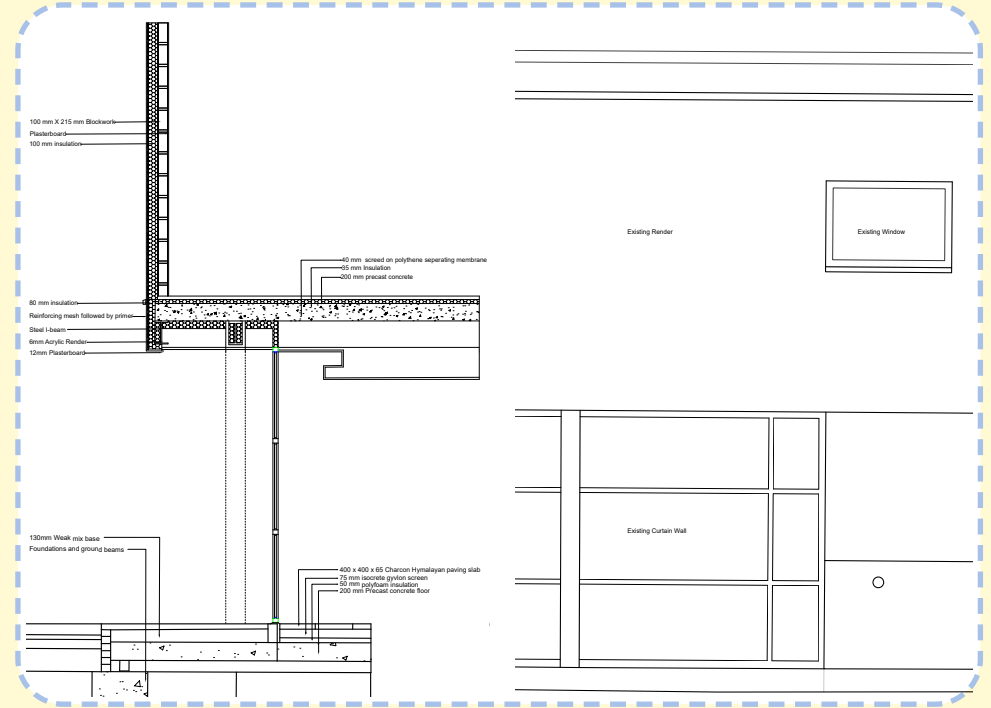 100 mm X 215 mm Blockwork
Plasterboard
100 mm insulation
40 mm screed on polythene seperating membrane
35 mm Insulation
200 mm precast concrete
80 mm insulation
Reinforcing mesh followed by primer
Steel I-beam
6mm Acrylic Render
12mm Plasterboard
130mm Weak mix base
Foundations and ground beams
400 x 400 x 65 Charcon Hymalayan paving slab
75 mm isocrete gyvlon screen
50 mm polyfoam insulation
200 mm Precast concrete floor
Existing Render
Existing Window
Existing Curtain Wall